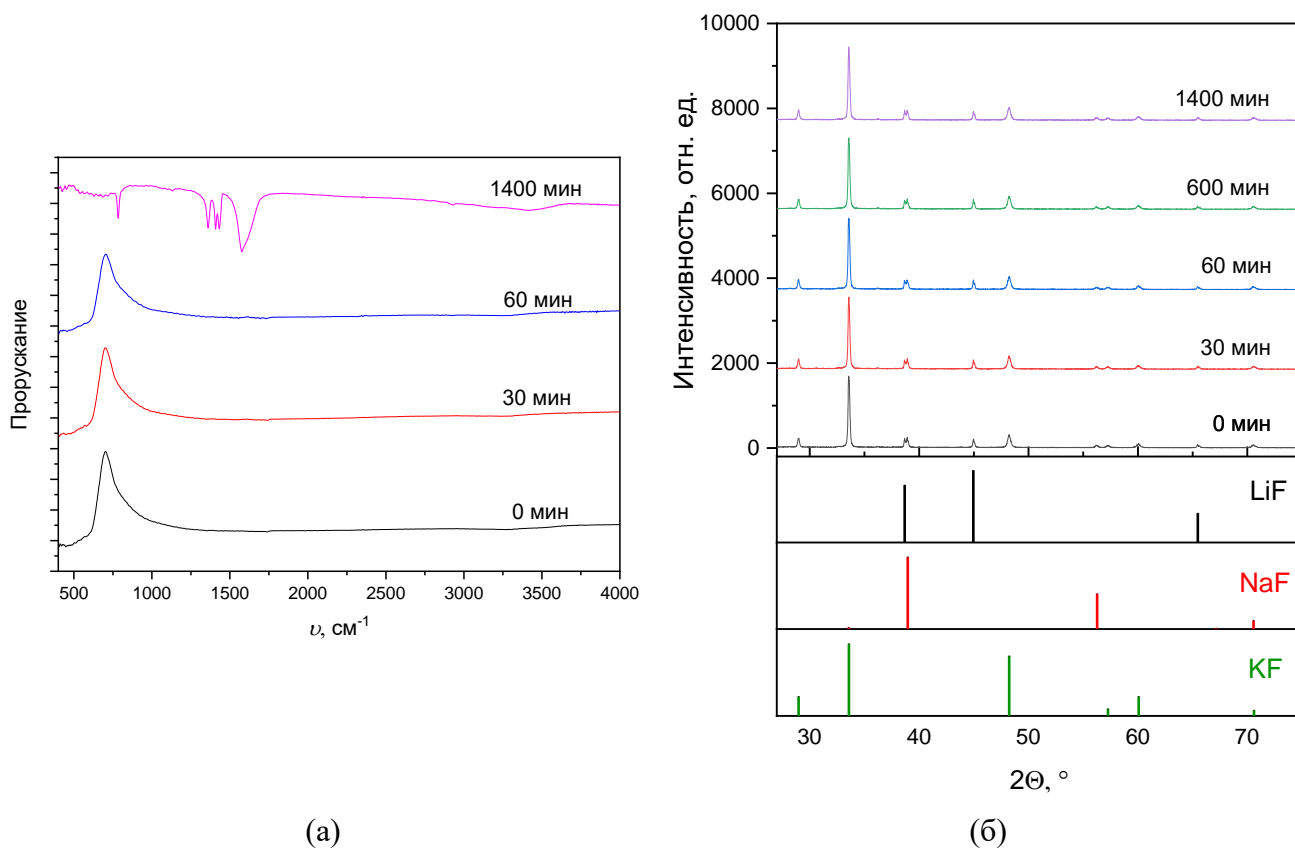 Прорускание
1400 мин
60 мин
30 мин
0 мин
500 1000 1500 2000 2500 3000 3500 4000
υ, см-1
(а)
Интенсивность, отн. ед.
10000
8000
6000
4000
2000
0
1400 мин
600 мин
60 мин
30 мин
0 мин
LiF
NaF
KF
30 40 50 60 70
2Θ, °
(б)